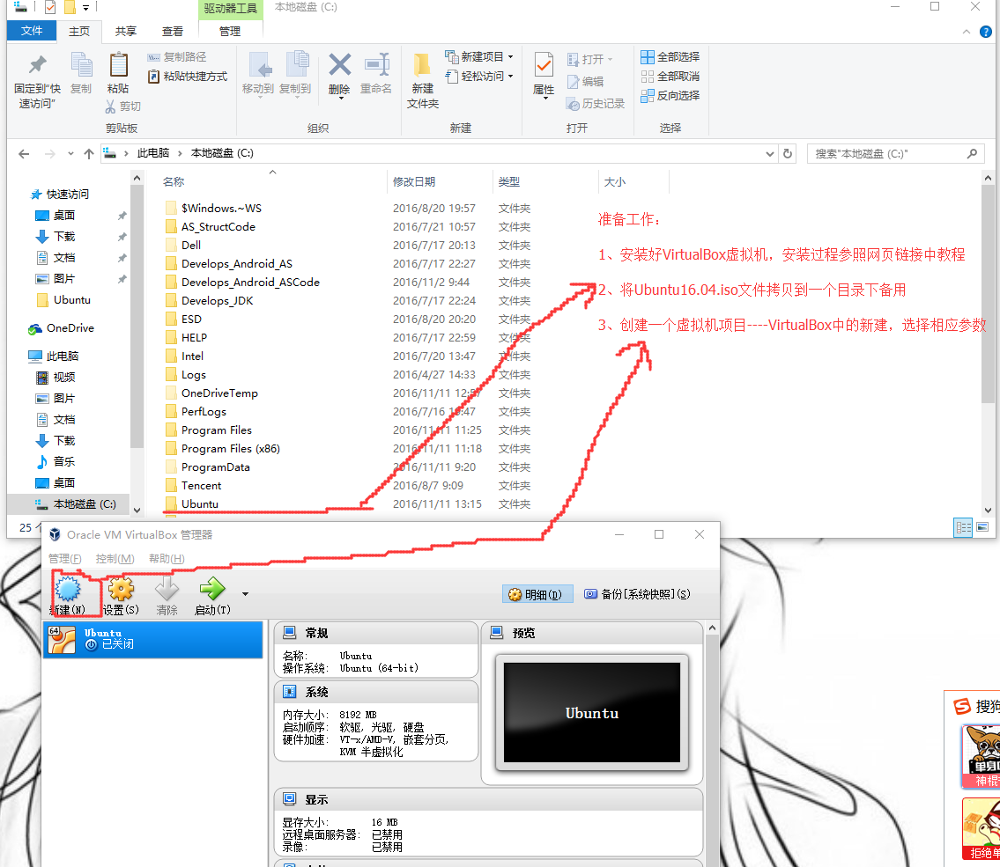 驱动器工具 本地磁盘 (C:)
文件 主页 共享 查看 管理
固定到"快速访问" 复制 粘贴 复制路径 粘贴快捷方式 剪切
移动到 复制到 删除 重命名
新建文件夹 新建项目 轻松访问
属性 打开 编辑 历史记录
全部选择 全部取消 反向选择
剪贴板 组织 新建 打开 选择
此电脑 本地磁盘 (C:) 搜索"本地磁盘 (C:)"
快速访问
桌面
下载
文档
图片
Ubuntu
OneDrive
此电脑
视频
图片
文档
下载
音乐
桌面
本地磁盘 (C:)
25
名称 修改日期 类型 大小
$Windows.~WS 2016/8/20 19:57 文件夹
AS_StructCode 2016/7/21 10:57 文件夹
Dell 2016/7/17 20:13 文件夹
Develops_Android_AS 2016/7/17 22:27 文件夹
Develops_Android_ASCode 2016/11/2 9:44 文件夹
Develops_JDK 2016/7/17 22:24 文件夹
ESD 2016/8/20 20:20 文件夹
HELP 2016/7/17 22:59 文件夹
Intel 2016/7/20 13:47 文件夹
Logs 2016/4/27 14:33 文件夹
OneDriveTemp 2016/11/11 文件夹
PerfLogs 2016/7/16 文件夹
Program Files 2016/11/11 11:25 文件夹
Program Files (x86) 2016/11/11 11:18 文件夹
ProgramData 2016/11/11 9:20 文件夹
Tencent 2016/8/7 9:09 文件夹
Ubuntu 2016/11/11 13:15 文件夹
准备工作:
1、安装好VirtualBox虚拟机，安装过程参照网页链接中教程
2、将Ubuntu16.04.iso文件拷贝到一个目录下备用
3、创建一个虚拟机项目----VirtualBox中的新建，选择相应参数
Oracle VM VirtualBox 管理器
管理(F) 控制(M) 帮助(H)
新建(N) 设置(S) 清除 启动(T) 明细(D) 备份[系统快照](S)
64 Ubuntu
已关闭
常规
名称: Ubuntu
操作系统: Ubuntu (64-bit)
系统
内存大小: 8192 MB
启动顺序: 软驱, 光驱, 硬盘
硬件加速: VT-x/AMD-V, 嵌套分页,
KVM 半虚拟化
预览
Ubuntu
显示
显存大小: 16 MB
远程桌面服务器: 已禁用
录像: 已禁用
搜狗
神棍
拒绝单